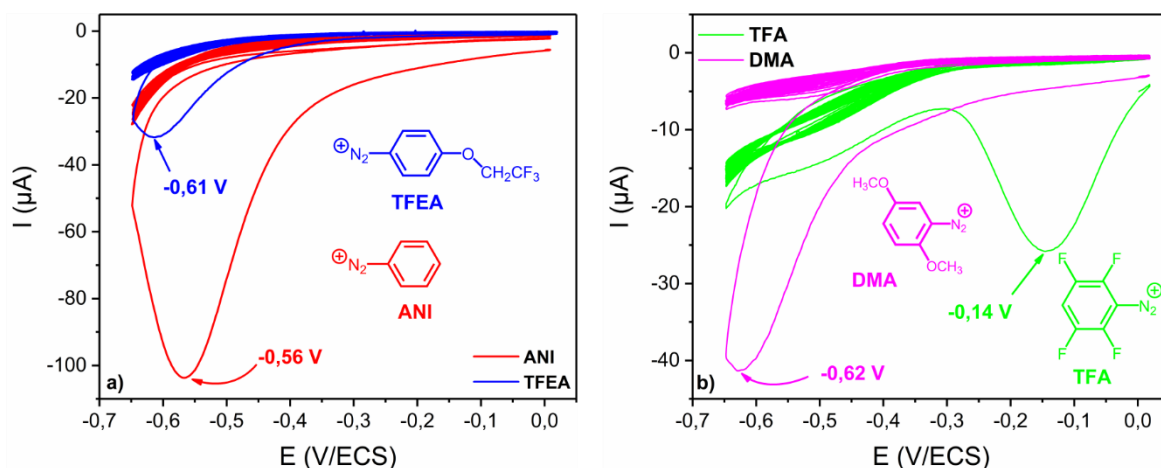 0
-20
-40
-60
-80
-100
I (µA)
-0,61 V
⊕N₂
O
CH₂CF₃
TFEA
⊕N₂
ANI
-0,56 V
ANI
TFEA
a)
-0,7 -0,6 -0,5 -0,4 -0,3 -0,2 -0,1 0,0
E (V/ECS)
TFA
DMA
0
-10
-20
-30
-40
I (µA)
H₃CO
⊕
N₂
OCH₃
DMA
-0,14 V
F F
⊕
N₂
F F
TFA
-0,62 V
b)
-0,7 -0,6 -0,5 -0,4 -0,3 -0,2 -0,1 0,0
E (V/ECS)